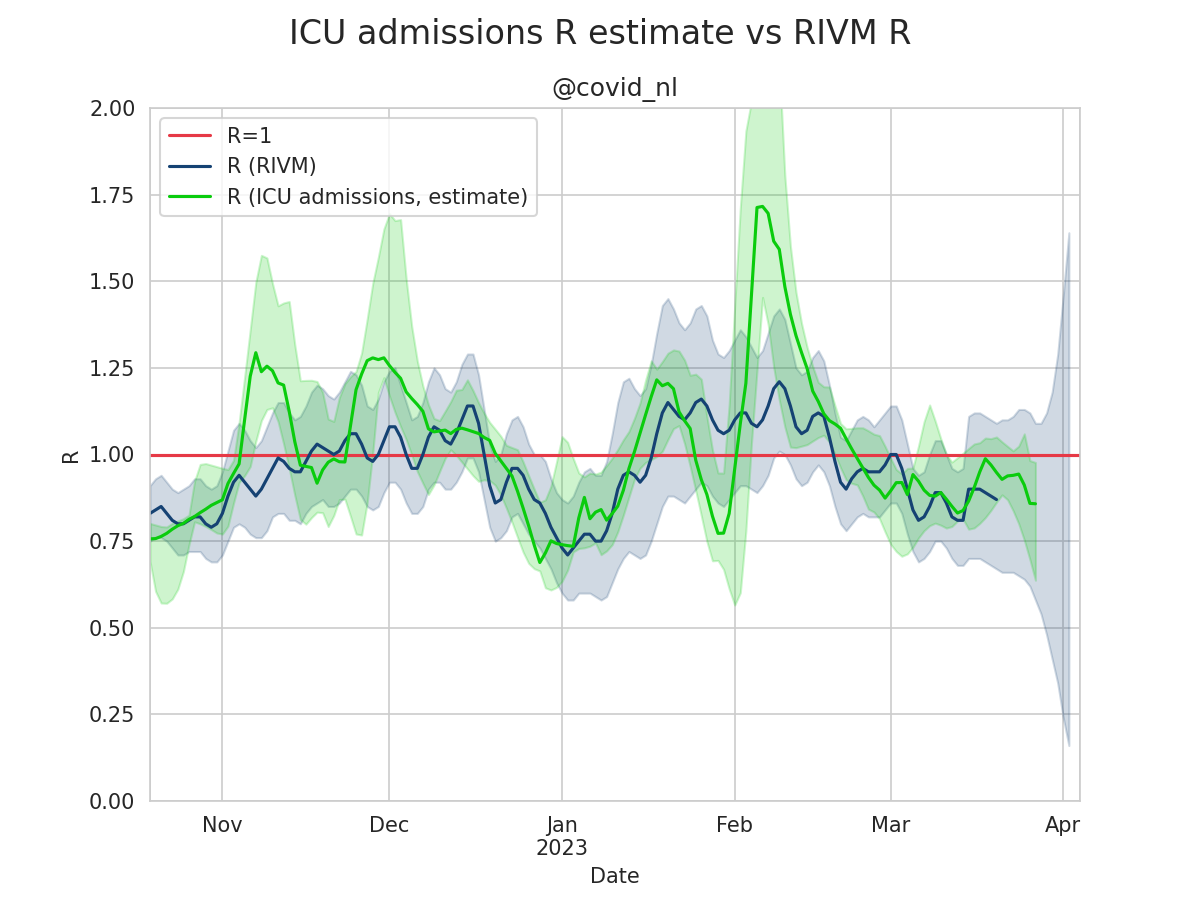 ICU admissions R estimate vs RIVM R
@covid_nl
R=1
R (RIVM)
R (ICU admissions, estimate)
2.00
1.75
1.50
1.25
1.00
0.75
0.50
0.25
0.00
R
Nov
Dec
Jan
2023
Feb
Mar
Apr
Date